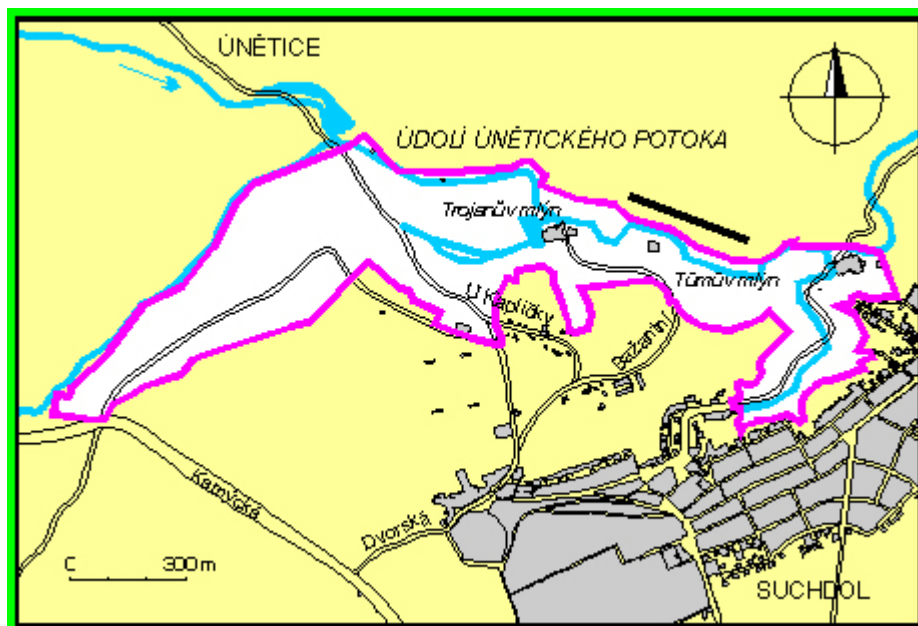 ÚNĚTICE
ÚDOLÍ ÚNĚTICKÉHO POTOKA
Trojanův mlýn
Tůmův mlýn
U Kapličky
Bažantní
Kamýcká
Dvorská
0 300 m
SUCHDOL